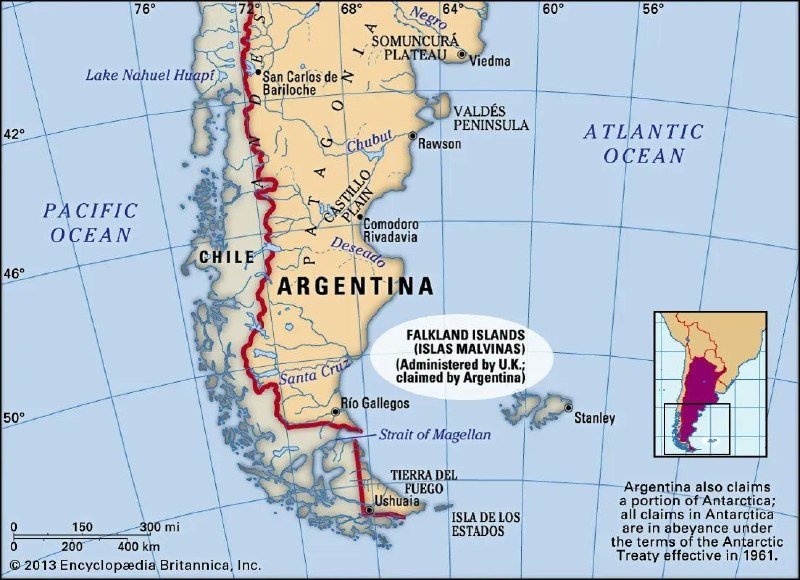 76°
72°
68°
64°
60°
56°
Negro
SOMUNCURÁ
PLATEAU
Viedma
Lake Nahuel Huapí
San Carlos de
Bariloche
ANDES
PATAGONIA
VALDÉS
PENINSULA
42°
Chubut
Rawson
ATLANTIC
OCEAN
CASTILLO
PLAIN
PACIFIC
OCEAN
Comodoro
Rivadavia
Deseado
CHILE
46°
ARGENTINA
FALKLAND ISLANDS
(ISLAS MALVINAS)
(Administered by U.K.;
claimed by Argentina)
Santa Cruz
Río Gallegos
50°
Stanley
Strait of Magellan
TIERRA DEL
FUEGO
Ushuaia
ISLA DE LOS
ESTADOS
Argentina also claims
a portion of Antarctica;
all claims in Antarctica
are in abeyance under
the terms of the Antarctic
Treaty effective in 1961.
0 150 300 mi
0 200 400 km
© 2013 Encyclopædia Britannica, Inc.